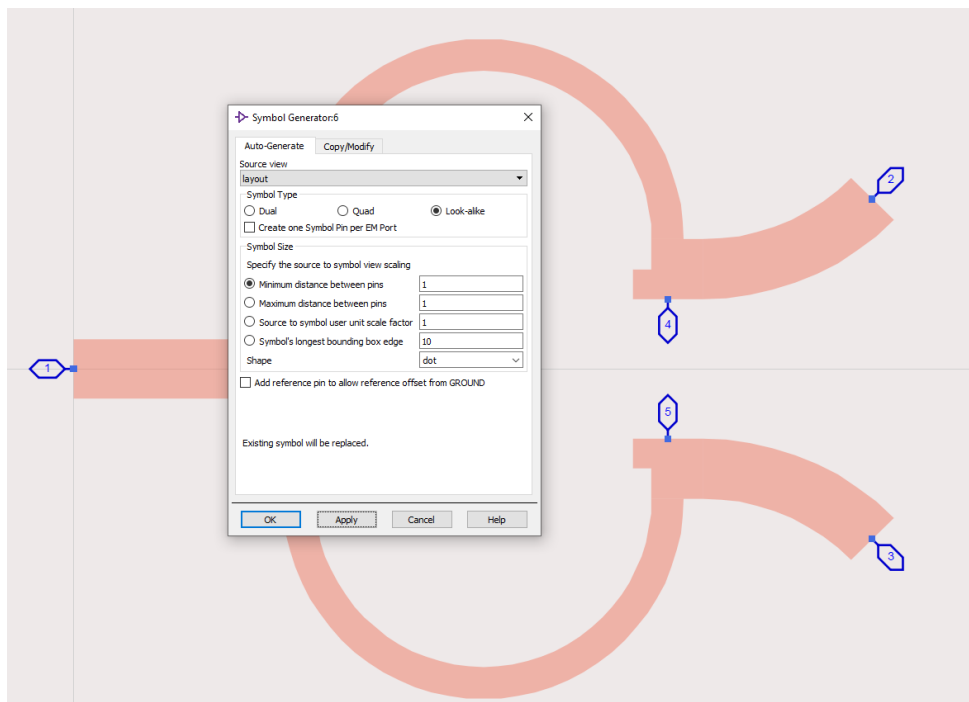 Symbol Generator:6
Auto-Generate Copy/Modify
Source view
layout
Symbol Type
Dual Quad Look-alike
Create one Symbol Pin per EM Port
Symbol Size
Specify the source to symbol view scaling
Minimum distance between pins 1
Maximum distance between pins 1
Source to symbol user unit scale factor 1
Symbol's longest bounding box edge 10
Shape dot
Add reference pin to allow reference offset from GROUND
Existing symbol will be replaced.
OK Apply Cancel Help
2
4
1
5
3